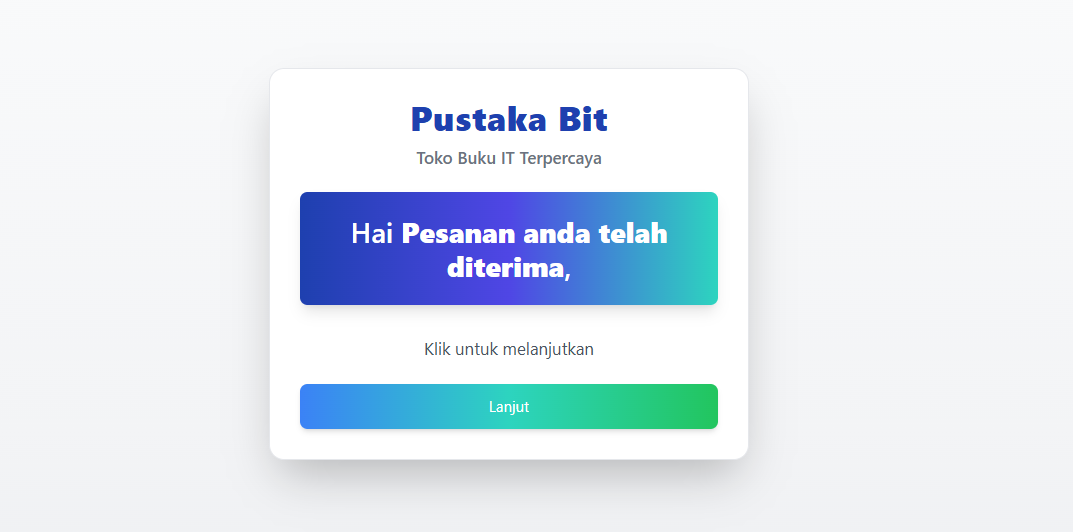 Pustaka Bit
Toko Buku IT Terpercaya
Hai Pesanan anda telah
diterima,
Klik untuk melanjutkan
Lanjut